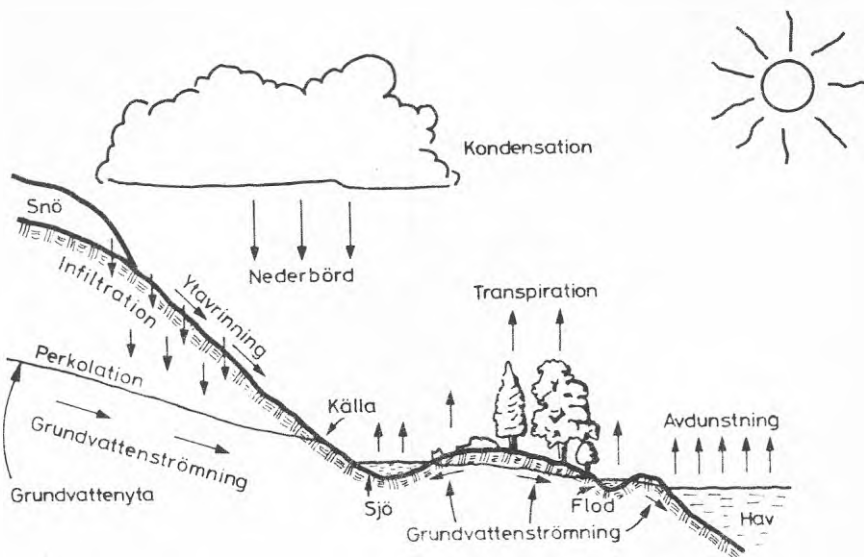 Kondensation
Snö
Nederbörd
Infiltration
Ytavrinning
Transpiration
Perkolation
Källa
Avdunstning
Grundvattenströmning
Grundvattenyta
Sjö
Flod
Hav
Grundvattenströmning